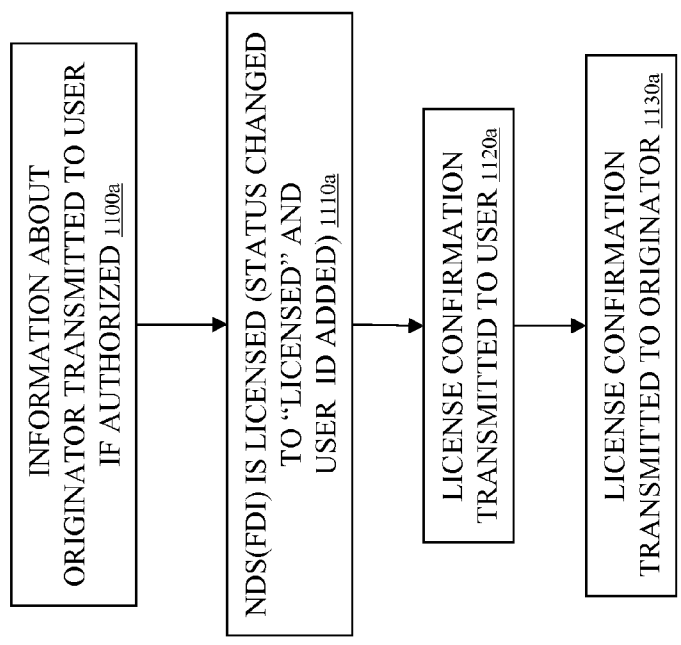 INFORMATION ABOUT
ORIGINATOR TRANSMITTED TO USER
IF AUTHORIZED 1100a
NDS(FDI) IS LICENSED (STATUS CHANGED
TO “LICENSED” AND
USER ID ADDED) 1110a
LICENSE CONFIRMATION
TRANSMITTED TO USER 1120a
LICENSE CONFIRMATION
TRANSMITTED TO ORIGINATOR 1130a